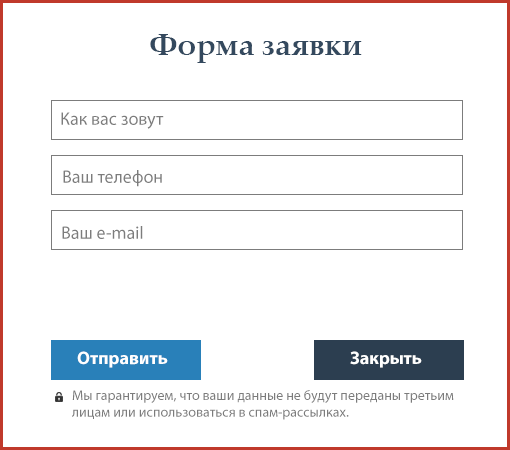 Форма заявки
Как вас зовут
Ваш телефон
Ваш e-mail
Отправить
Закрыть
Мы гарантируем, что ваши данные не будут переданы третьим
лицам или использоваться в спам-рассылках.